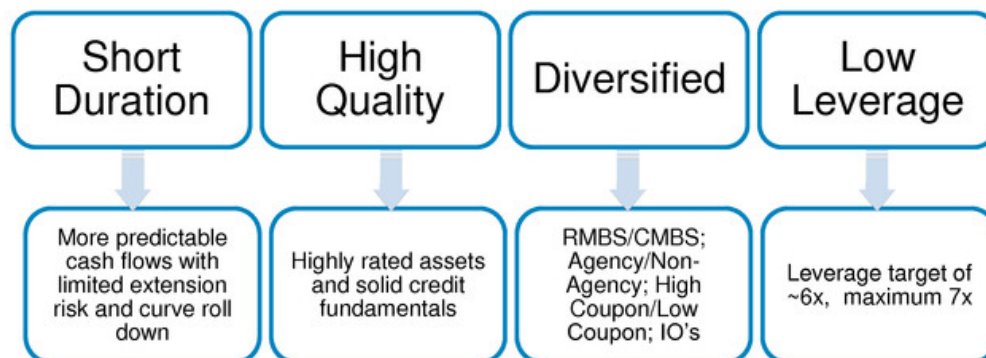 Short
Duration
High
Quality
Diversified
Low
Leverage
More predictable
cash flows with
limited extension
risk and curve roll
down
Highly rated assets
and solid credit
fundamentals
RMBS/CMBS;
Agency/Non-
Agency; High
Coupon/Low
Coupon; IO's
Leverage target of
~6x, maximum 7x